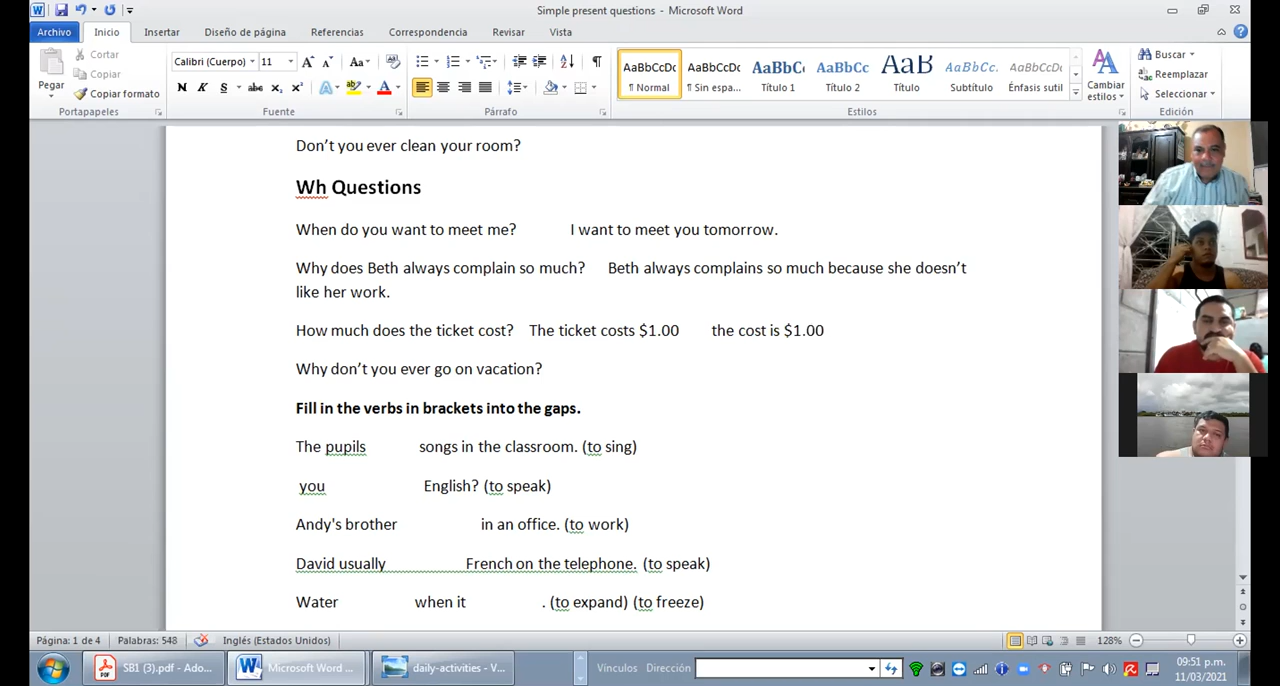 Simple present questions - Microsoft Word
Archivo Inicio Insertar Diseño de página Referencias Correspondencia Revisar Vista
Pegar Cortar
Copiar
Copiar formato
Portapapeles
Calibri (Cuerpo) 11
Fuente
Párrafo
AaBbCcDc ¶ Normal
AaBbCcDc ¶ Sin espa...
AaBbC Título 1
AaBbCc Título 2
AaB Título
AaBbCc. Subtítulo
AaBbCcDc Énfasis sutil
Estilos
Cambiar estilos
Buscar
Reemplazar
Seleccionar
Edición
Don't you ever clean your room?
Wh Questions
When do you want to meet me? I want to meet you tomorrow.
Why does Beth always complain so much? Beth always complains so much because she doesn't
like her work.
How much does the ticket cost? The ticket costs $1.00 the cost is $1.00
Why don't you ever go on vacation?
Fill in the verbs in brackets into the gaps.
The pupils songs in the classroom. (to sing)
you English? (to speak)
Andy's brother in an office. (to work)
David usually French on the telephone. (to speak)
Water when it . (to expand) (to freeze)
Página: 1 de 4 Palabras: 548 Inglés (Estados Unidos) 128%
SB1 (3).pdf - Ado... Microsoft Word ... daily-activities - V... Vínculos Dirección 09:51 p.m.
11/03/2021